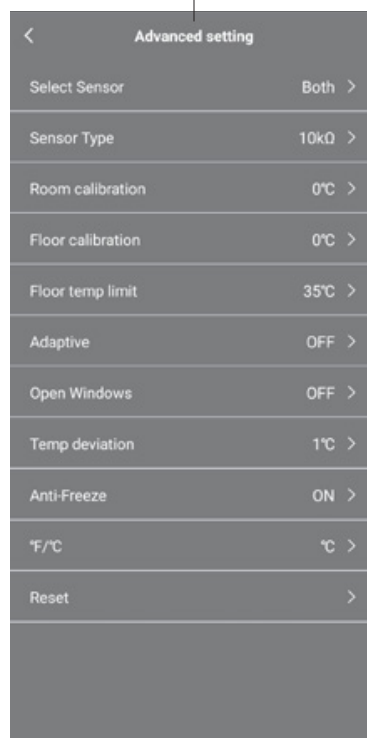 Advanced setting
Select Sensor Both
Sensor Type 10kΩ
Room calibration 0℃
Floor calibration 0℃
Floor temp limit 35℃
Adaptive OFF
Open Windows OFF
Temp deviation 1℃
Anti-Freeze ON
℉/℃ ℃
Reset